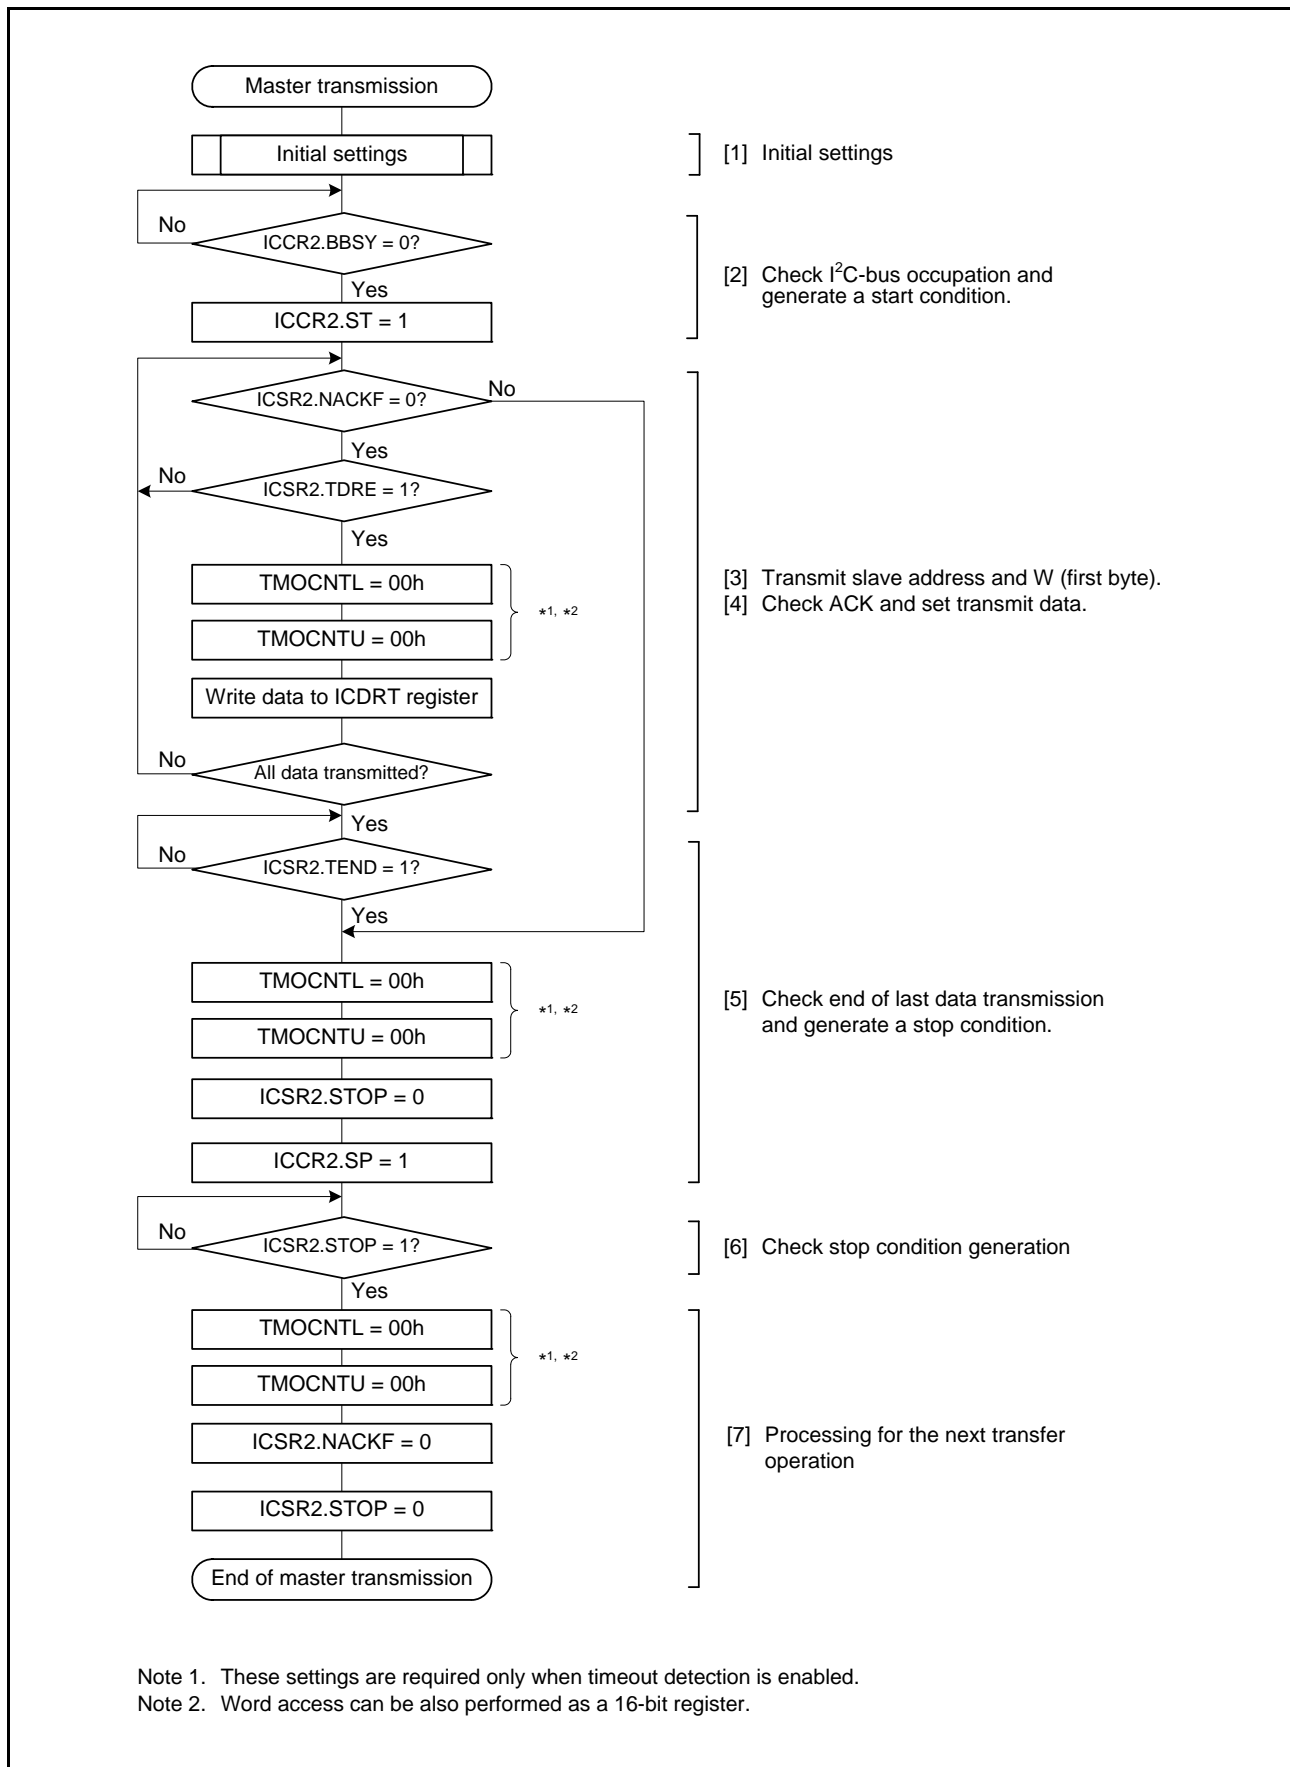 Master transmission
Initial settings
[1] Initial settings
No
ICCR2.BBSY = 0?
Yes
ICCR2.ST = 1
[2] Check I²C-bus occupation and
generate a start condition.
ICSR2.NACKF = 0?
No
Yes
No
ICSR2.TDRE = 1?
Yes
TMOCNTL = 00h
TMOCNTU = 00h
*1, *2
Write data to ICDRT register
No
All data transmitted?
[3] Transmit slave address and W (first byte).
[4] Check ACK and set transmit data.
Yes
No
ICSR2.TEND = 1?
Yes
TMOCNTL = 00h
TMOCNTU = 00h
*1, *2
ICSR2.STOP = 0
ICCR2.SP = 1
[5] Check end of last data transmission
and generate a stop condition.
No
ICSR2.STOP = 1?
[6] Check stop condition generation
Yes
TMOCNTL = 00h
TMOCNTU = 00h
*1, *2
ICSR2.NACKF = 0
ICSR2.STOP = 0
[7] Processing for the next transfer
operation
End of master transmission
Note 1. These settings are required only when timeout detection is enabled.
Note 2. Word access can be also performed as a 16-bit register.